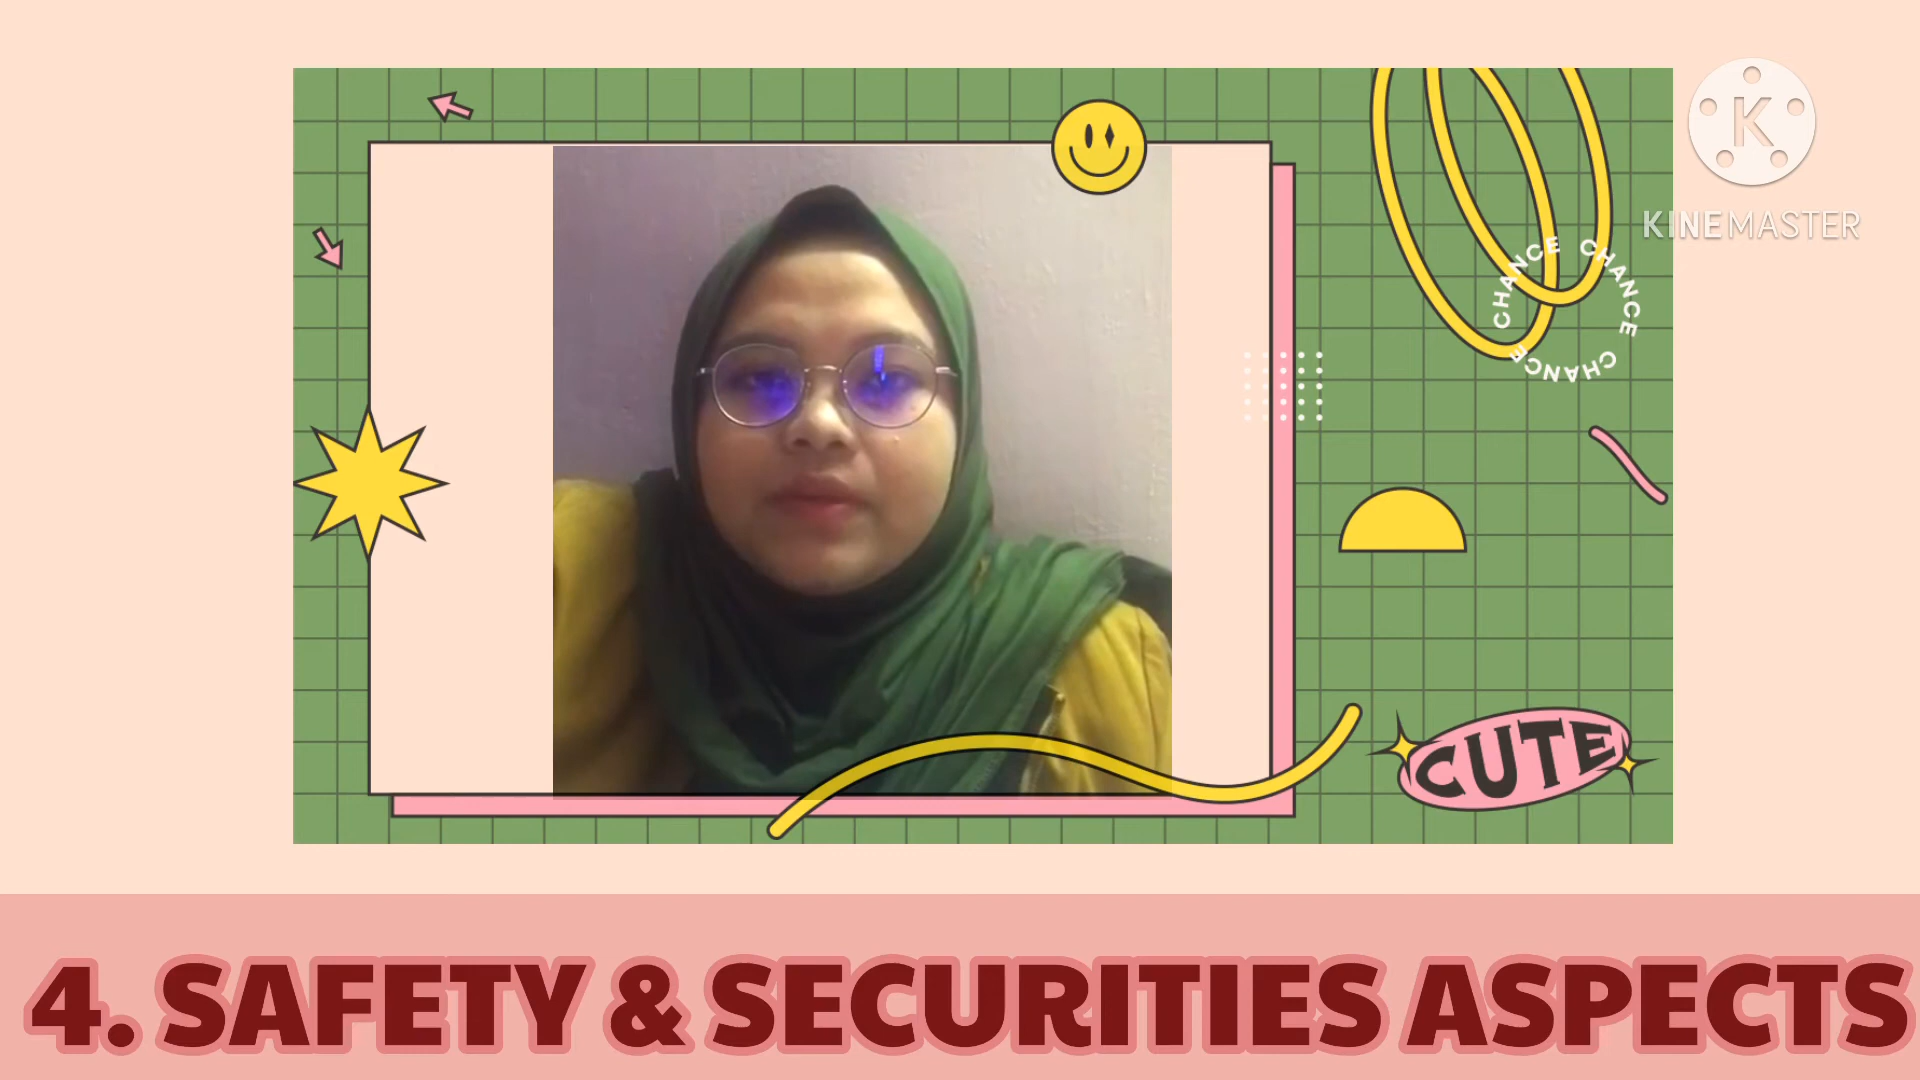 K
KINEMASTER
CHANCE CHANCE CHANCE
CUTE
4. SAFETY & SECURITIES ASPECTS